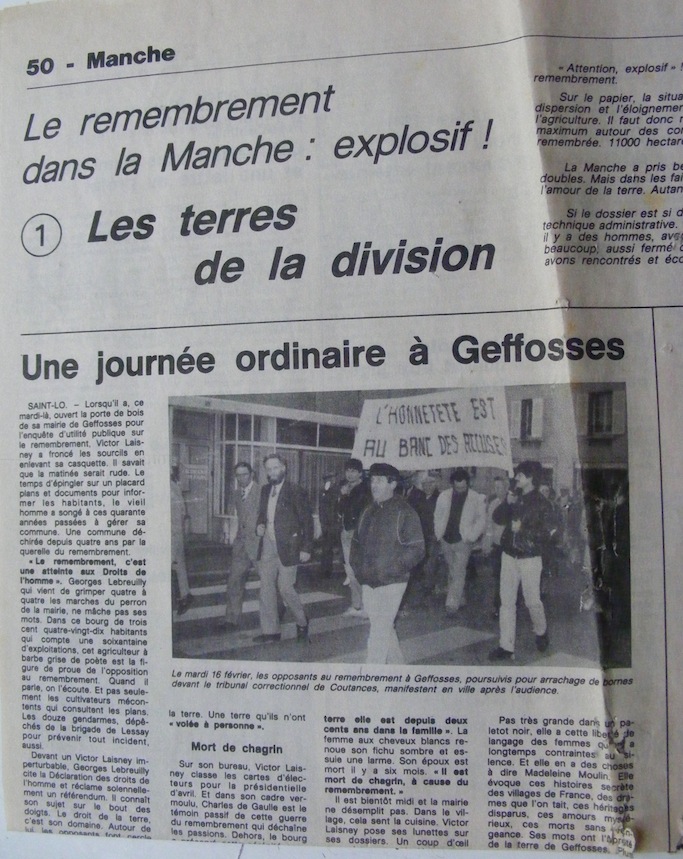 50 - Manche
Le remembrement
dans la Manche : explosif !
1 Les terres
de la division
« Attention, explosif » !
remembrement.
Sur le papier, la situa
dispersion et l'éloignemen
l'agriculture. Il faut donc
maximum autour des co
remembrée. 11000 hectar
La Manche a pris be
doubles. Mais dans les fai
l'amour de la terre. Autan
Si le dossier est si d
technique administrative.
il y a des hommes, avec
beaucoup, aussi fermé
avons rencontrés et éco
Une journée ordinaire à Geffosses
SAINT-LO. – Lorsqu'il a, ce
mardi-là, ouvert la porte de bois
de sa mairie de Geffosses pour
l'enquête d'utilité publique sur
le remembrement, Victor Lais-
ney a froncé les sourcils en
enlevant sa casquette. Il savait
que la matinée serait rude. Le
temps d'épingler sur un placard
plans et documents pour infor-
mer les habitants, le vieil
homme a songé à ces quarante
années passées à gérer sa
commune. Une commune dé-
chirée depuis quatre ans par la
querelle du remembrement.
« Le remembrement, c'est
une atteinte aux Droits de
l'homme ». Georges Lebreuilly
qui vient de grimper quatre à
quatre les marches du perron
de la mairie, ne mâche pas ses
mots. Dans ce bourg de trois
cent quatre-vingt-dix habitants
qui compte une soixantaine
d'exploitations, cet agriculteur à
barbe grise de poète est la fi-
gure de proue de l'opposition
au remembrement. Quand il
parle, on l'écoute. Et pas seule-
ment les cultivateurs mécon-
tents qui consultent les plans.
Les douze gendarmes, dépê-
chés de la brigade de Lessay
pour prévenir tout incident,
aussi.
Devant un Victor Laisney im-
perturbable, Georges Lebreuilly
cite la Déclaration des droits de
l'homme et réclame solennelle-
ment un référendum. Il connaît
son sujet sur le bout des
doigts. Le droit de la terre,
c'est son domaine. Autour de
lui, les opposants font cercle
L'HONNETETE EST
AU BANC DES ACCUSES
Le mardi 16 février, les opposants au remembrement à Geffosses, poursuivis pour arrachage de bornes
devant le tribunal correctionnel de Coutances, manifestent en ville après l'audience.
la terre. Une terre qu'ils n'ont
« volée à personne ».
Mort de chagrin
Sur son bureau, Victor Lais-
ney classe les cartes d'élec-
teurs pour la présidentielle
d'avril. Et dans son cadre ver-
moulu, Charles de Gaulle est le
témoin passif de cette guerre
du remembrement qui déchaîne
les passions. Dehors, le bourg
terre elle est depuis deux
cents ans dans la famille ». La
femme aux cheveux blancs re-
noue son fichu sombre et es-
suie une larme. Son époux est
mort il y a six mois. « Il est
mort de chagrin, à cause du
remembrement. »
Il est bientôt midi et la mairie
ne désemplit pas. Dans le vil-
lage, cela sent la cuisine. Victor
Laisney pose ses lunettes sur
ses dossiers. Un coup d'œil
Pas très grande dans un pa-
letot noir, elle a cette liberté de
langage des femmes qu'on a
longtemps contraintes au si-
lence. Et elle en a des choses
à dire Madeleine Moulin. Elle
évoque ces histoires secrètes
des villages de France, des dra-
mes que l'on tait, ces héritages
disparus, ces amours mysté-
rieux, ces morts sans
geance. Ses mots ont l'âpreté
de la terre de Geffosses.